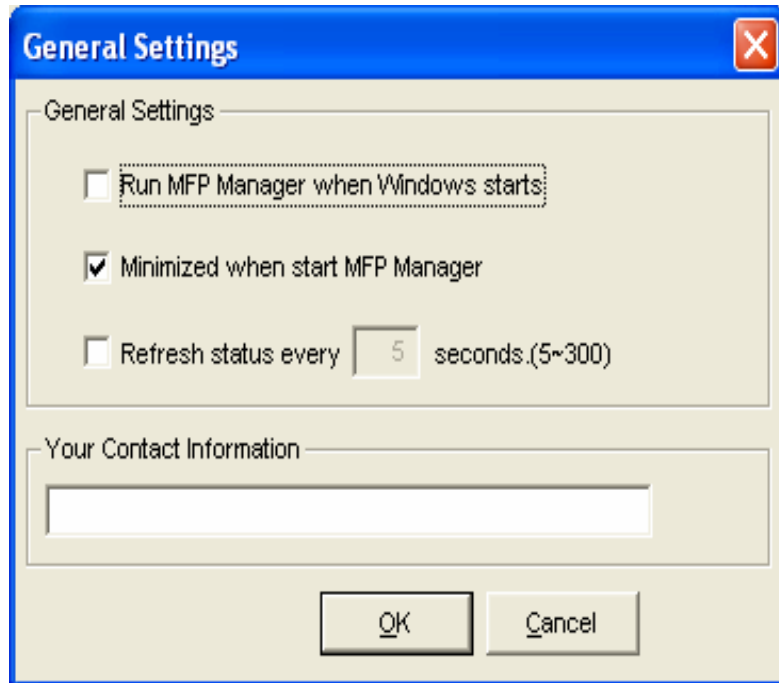 General Settings
General Settings
Run MFP Manager when Windows starts
Minimized when start MFP Manager
Refresh status every 5 seconds.(5~300)
Your Contact Information
OK Cancel